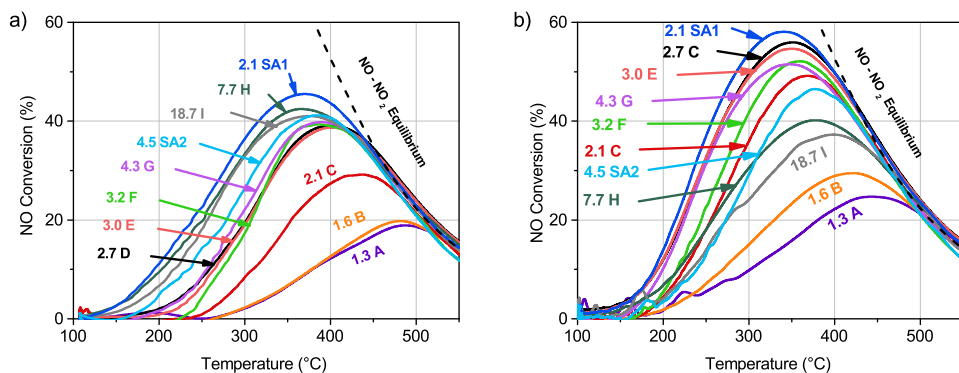 a)
60
40
20
0
NO Conversion (%)
100
200
300
400
500
Temperature (°C)
2.1 SA1
7.7 H
18.7 I
4.5 SA2
4.3 G
3.2 F
3.0 E
2.7 D
2.1 C
1.6 B
1.3 A
NO - NO₂ Equilibrium
b)
60
40
20
0
NO Conversion (%)
100
200
300
400
500
Temperature (°C)
2.1 SA1
2.7 C
3.0 E
4.3 G
3.2 F
2.1 C
4.5 SA2
7.7 H
18.7 I
1.6 B
1.3 A
NO - NO₂ Equilibrium